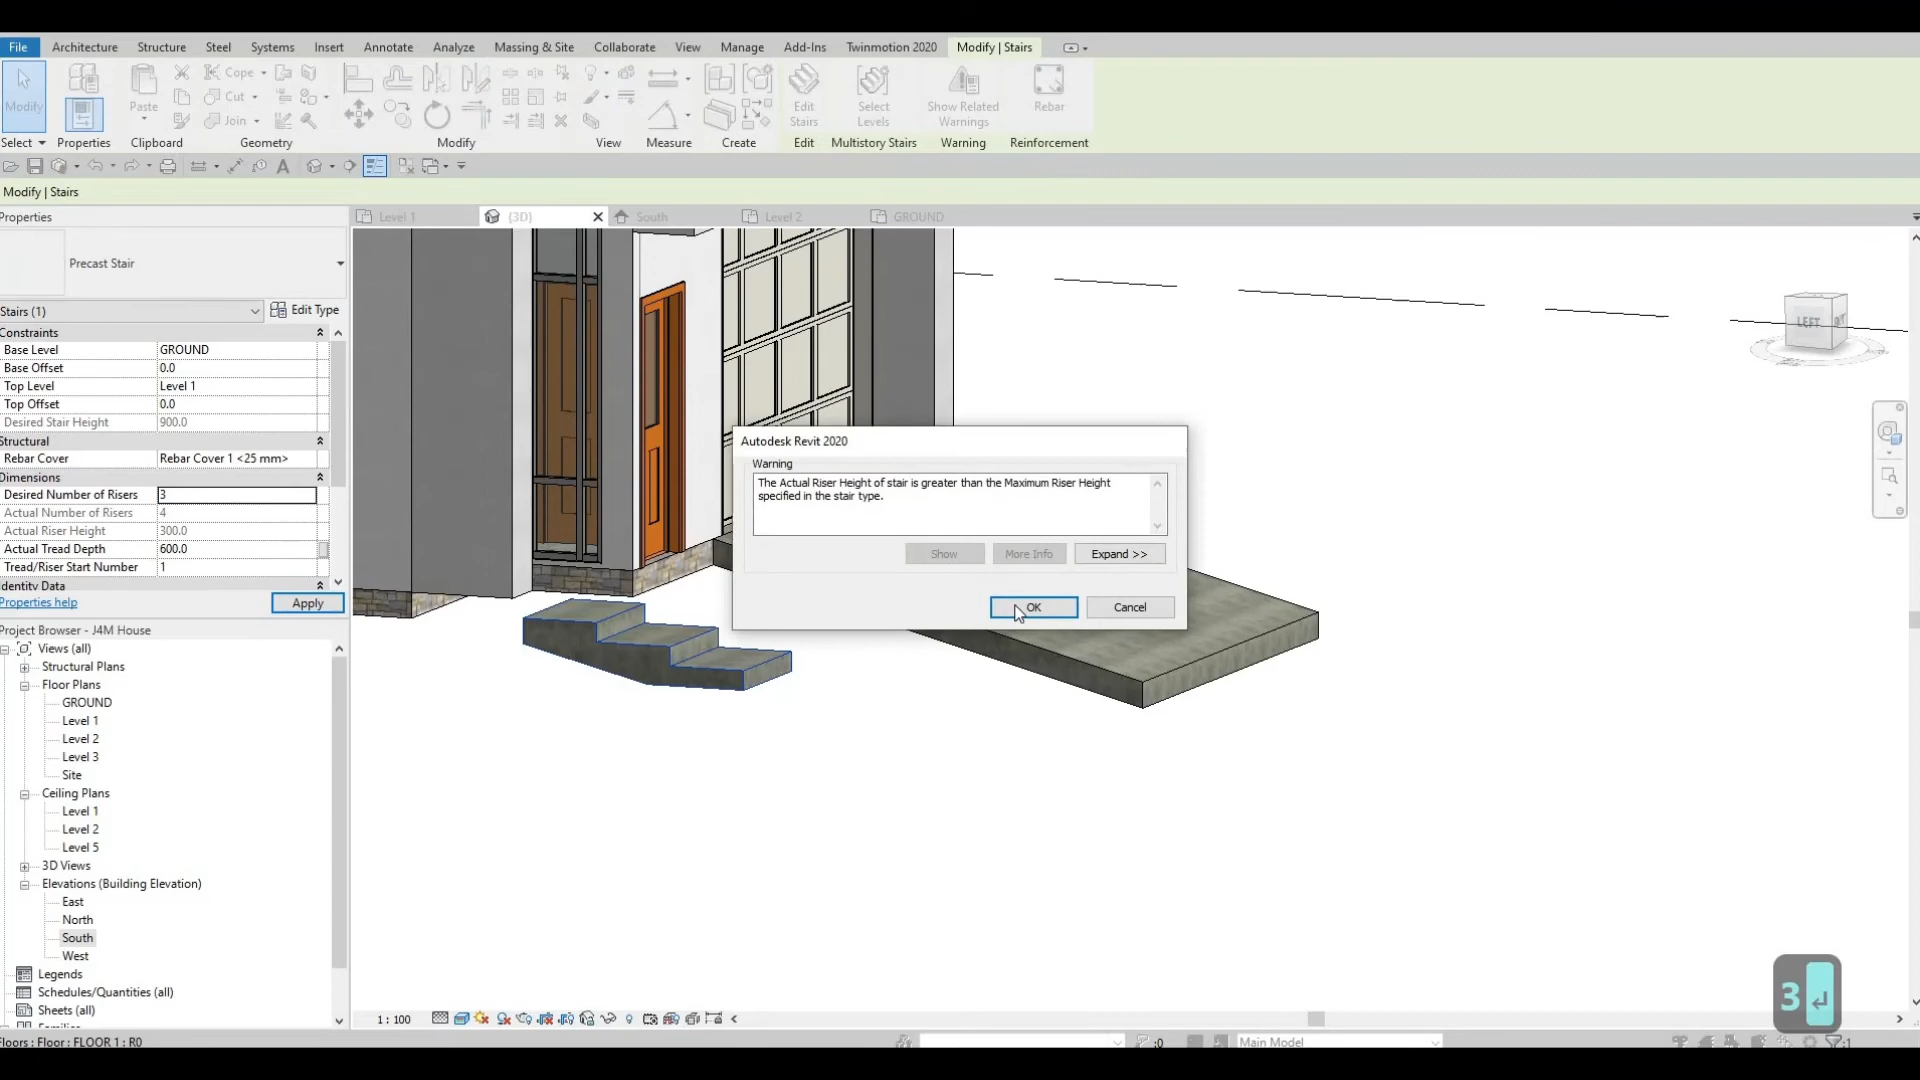 File Architecture Structure Steel Systems Insert Annotate Analyze Massing & Site Collaborate View Manage Add-Ins Twinmotion 2020 Modify | Stairs
Modify Paste Cope Cut Join Edit Stairs Select Levels Show Related Warnings Rebar
Select Properties Clipboard Geometry Modify View Measure Create Edit Multistory Stairs Warning Reinforcement
Modify | Stairs
Properties
Level 1 {3D} South Level 2 GROUND
Precast Stair
Stairs (1) Edit Type
Constraints
Base Level GROUND
Base Offset 0.0
Top Level Level 1
Top Offset 0.0
Desired Stair Height 900.0
Structural
Rebar Cover Rebar Cover 1 <25 mm>
Dimensions
Desired Number of Risers 3
Actual Number of Risers 4
Actual Riser Height 300.0
Actual Tread Depth 600.0
Tread/Riser Start Number 1
Identity Data
Properties help Apply
Project Browser - J4M House
Views (all)
Structural Plans
Floor Plans
GROUND
Level 1
Level 2
Level 3
Site
Ceiling Plans
Level 1
Level 2
Level 5
3D Views
Elevations (Building Elevation)
East
North
South
West
Legends
Schedules/Quantities (all)
Sheets (all)
LEFT
Autodesk Revit 2020
Warning
The Actual Riser Height of stair is greater than the Maximum Riser Height
specified in the stair type.
Show More Info Expand >>
OK Cancel
3
1 : 100
Floors : Floor : FLOOR 1 : R0 :0 Main Model :1